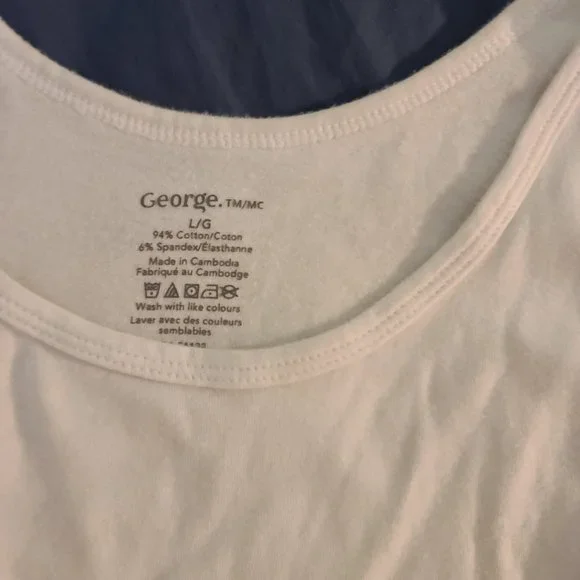 George. TM/MC
L/G
94% Cotton/Coton
6% Spandex/Élasthanne
Made in Cambodia
Fabriqué au Cambodge
Wash with like colours
Laver avec des couleurs
semblables